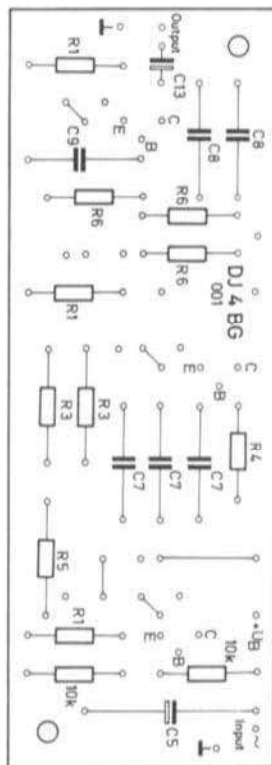 Output
R1
C13
C
E
B
C9
C8
C8
R6
R6
R6
DJ 4 BG
001
R1
C
E
B
R3
R3
C7
C7
C7
R4
R5
+UB
R1
E
C
B
10k
10k
C5
Input
~